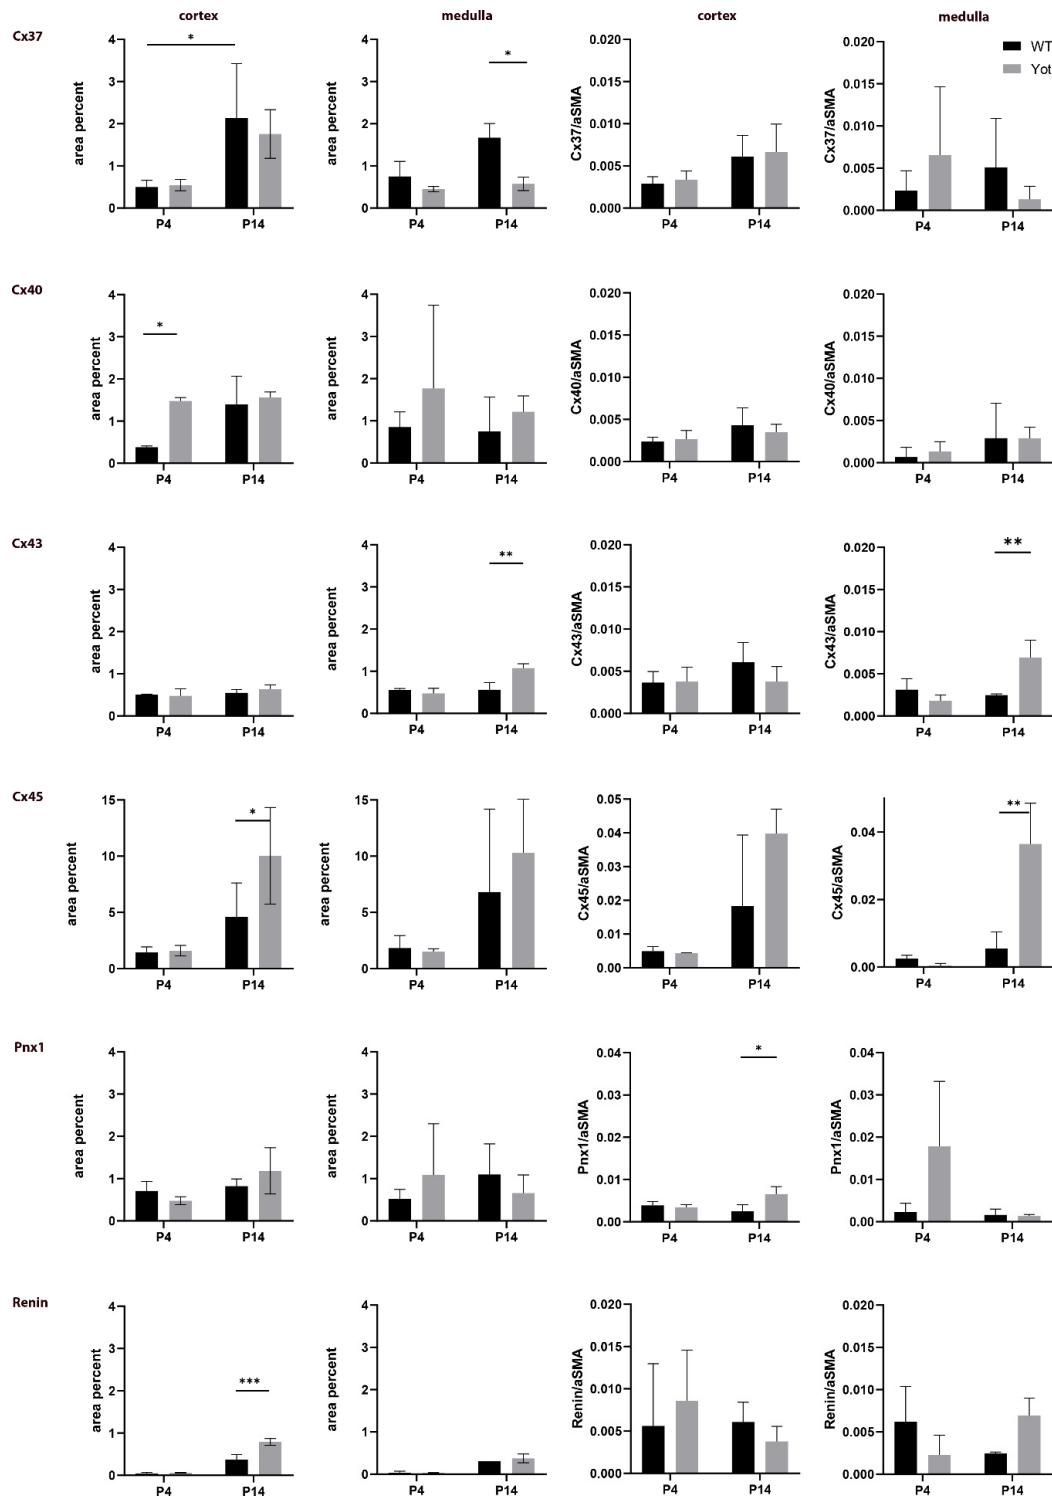 cortex medulla cortex medulla
Cx37
area percent 4 3 2 1 0 * P4 P14
area percent 4 3 2 1 0 * P4 P14
Cx37/aSMA 0.020 0.015 0.010 0.005 0.000 P4 P14
Cx37/aSMA 0.020 0.015 0.010 0.005 0.000 P4 P14
WT
Yot
Cx40
area percent 4 3 2 1 0 * P4 P14
area percent 4 3 2 1 0 P4 P14
Cx40/aSMA 0.020 0.015 0.010 0.005 0.000 P4 P14
Cx40/aSMA 0.020 0.015 0.010 0.005 0.000 P4 P14
Cx43
area percent 4 3 2 1 0 P4 P14
area percent 4 3 2 1 0 ** P4 P14
Cx43/aSMA 0.020 0.015 0.010 0.005 0.000 P4 P14
Cx43/aSMA 0.020 0.015 0.010 0.005 0.000 ** P4 P14
Cx45
area percent 15 10 5 0 * P4 P14
area percent 15 10 5 0 P4 P14
Cx45/aSMA 0.05 0.04 0.03 0.02 0.01 0.00 P4 P14
Cx45/aSMA 0.04 0.02 0.00 ** P4 P14
Pnx1
area percent 4 3 2 1 0 P4 P14
area percent 4 3 2 1 0 P4 P14
Pnx1/aSMA 0.04 0.03 0.02 0.01 0.00 * P4 P14
Pnx1/aSMA 0.04 0.03 0.02 0.01 0.00 P4 P14
Renin
area percent 4 3 2 1 0 *** P4 P14
area percent 4 3 2 1 0 P4 P14
Renin/aSMA 0.020 0.015 0.010 0.005 0.000 P4 P14
Renin/aSMA 0.020 0.015 0.010 0.005 0.000 P4 P14